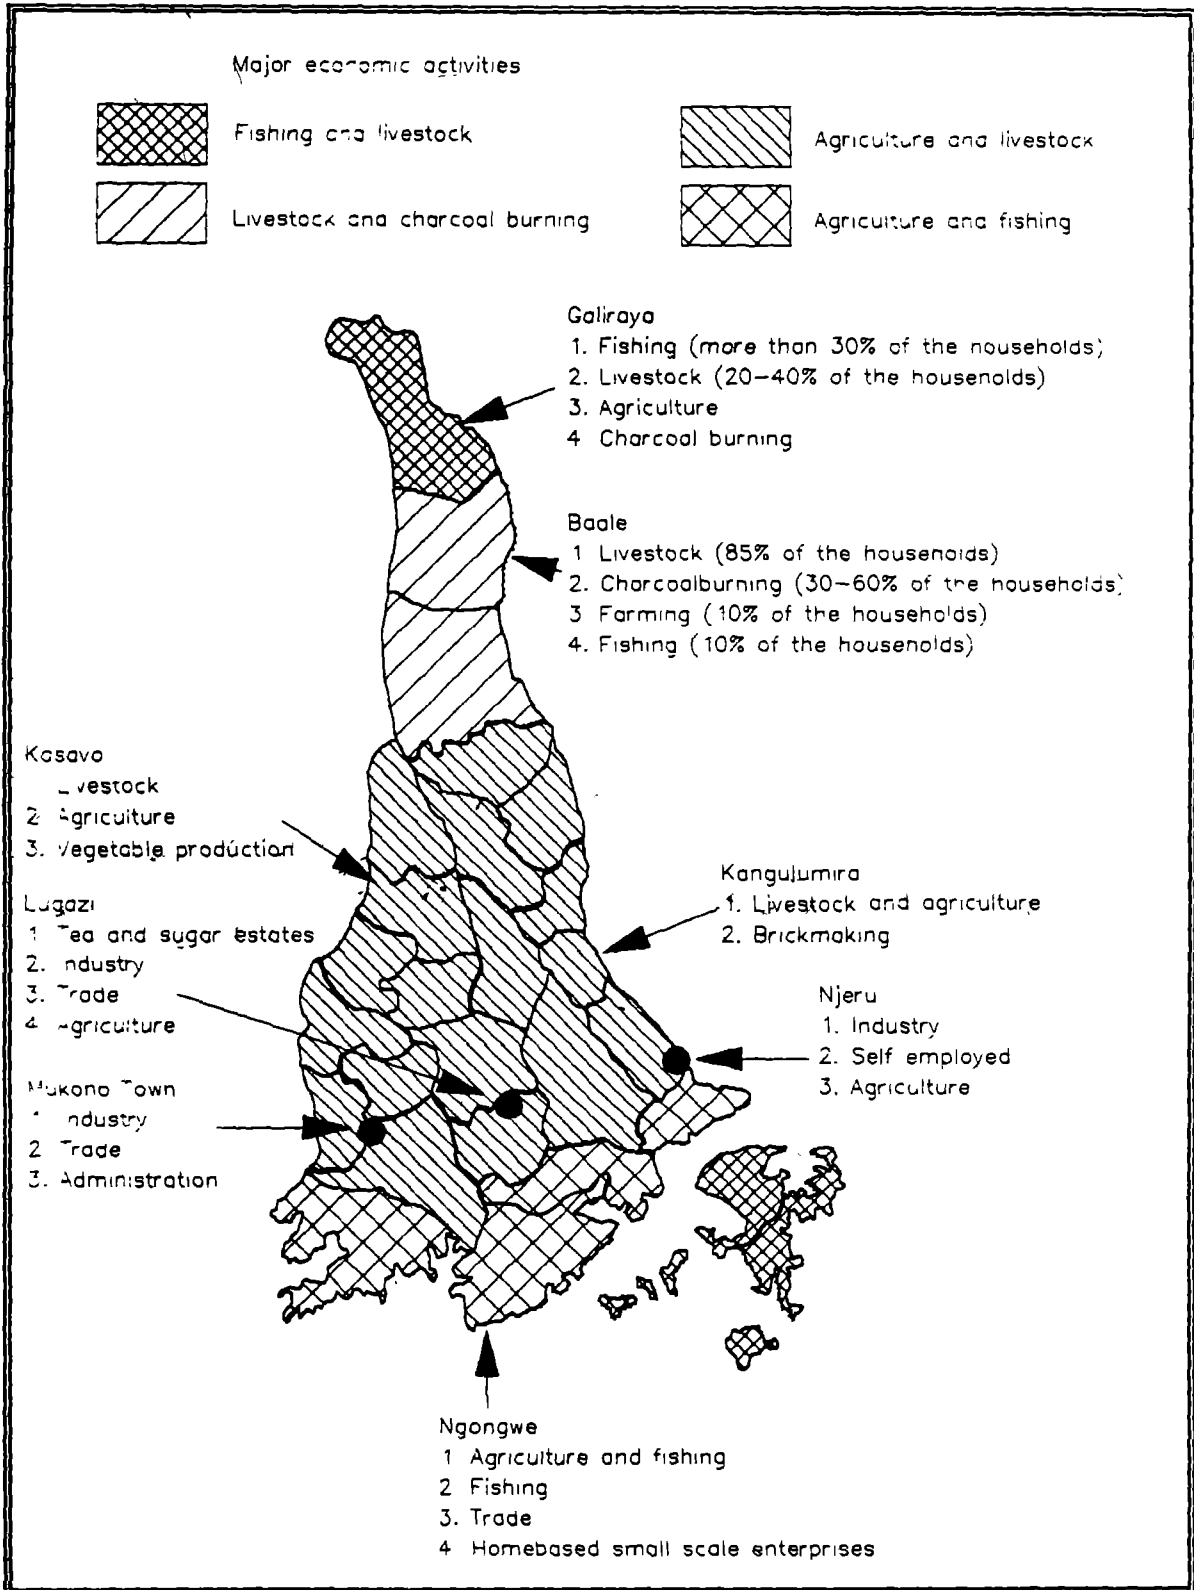 Major economic activities
Fishing and livestock
Agriculture and livestock
Livestock and charcoal burning
Agriculture and fishing
Galiraya
1. Fishing (more than 30% of the households)
2. Livestock (20-40% of the households)
3. Agriculture
4 Charcoal burning
Baale
1 Livestock (85% of the households)
2. Charcoalburning (30-60% of the households)
3 Farming (10% of the households)
4. Fishing (10% of the households)
Kasavo
Livestock
2 Agriculture
3. Vegetable production
Lugazi
1 Tea and sugar estates
2. Industry
3. Trade
4 Agriculture
Mukono Town
1 Industry
2 Trade
3. Administration
Kangulumira
1. Livestock and agriculture
2. Brickmaking
Njeru
1. Industry
2. Self employed
3. Agriculture
Ngongwe
1 Agriculture and fishing
2 Fishing
3. Trade
4 Homebased small scale enterprises